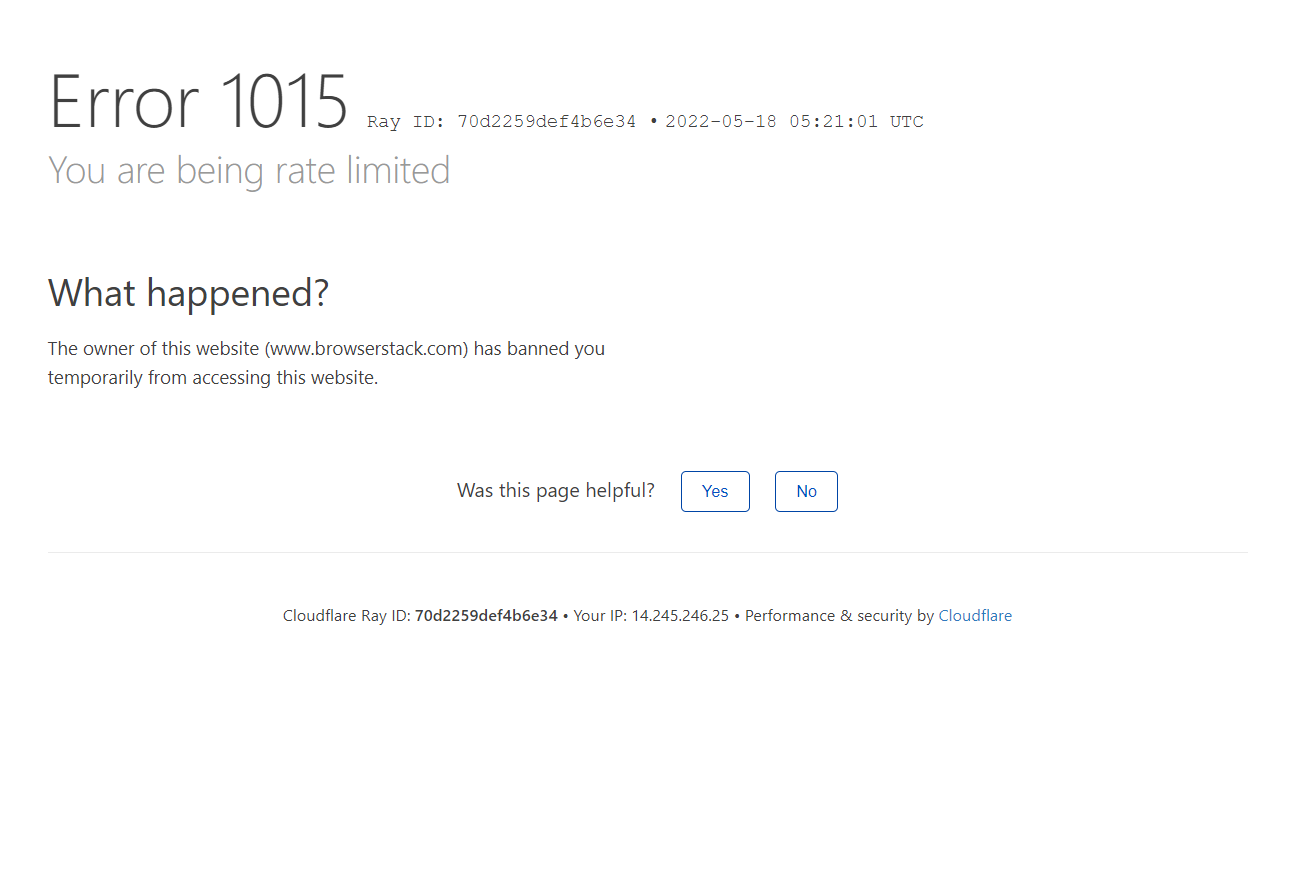 Error 1015 Ray ID: 70d2259def4b6e34 • 2022-05-18 05:21:01 UTC
You are being rate limited
What happened?
The owner of this website (www.browserstack.com) has banned you
temporarily from accessing this website.
Was this page helpful? Yes No
Cloudflare Ray ID: 70d2259def4b6e34 • Your IP: 14.245.246.25 • Performance & security by Cloudflare